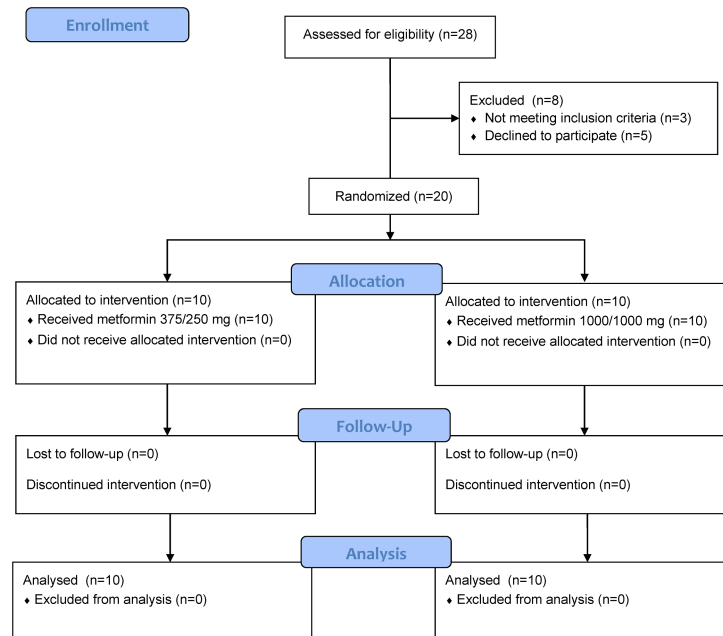 Enrollment
Assessed for eligibility (n=28)
Excluded (n=8)
♦ Not meeting inclusion criteria (n=3)
♦ Declined to participate (n=5)
Randomized (n=20)
Allocation
Allocated to intervention (n=10)
♦ Received metformin 375/250 mg (n=10)
♦ Did not receive allocated intervention (n=0)
Allocated to intervention (n=10)
♦ Received metformin 1000/1000 mg (n=10)
♦ Did not receive allocated intervention (n=0)
Follow-Up
Lost to follow-up (n=0)
Discontinued intervention (n=0)
Lost to follow-up (n=0)
Discontinued intervention (n=0)
Analysis
Analysed (n=10)
♦ Excluded from analysis (n=0)
Analysed (n=10)
♦ Excluded from analysis (n=0)